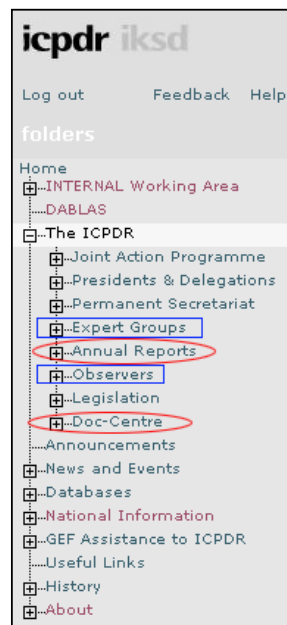 icpdr iksd
Log out Feedback Help
folders
Home
INTERNAL Working Area
DABLAS
The ICPDR
Joint Action Programme
Presidents & Delegations
Permanent Secretariat
Expert Groups
Annual Reports
Observers
Legislation
Doc-Centre
Announcements
News and Events
Databases
National Information
GEF Assistance to ICPDR
Useful Links
History
About